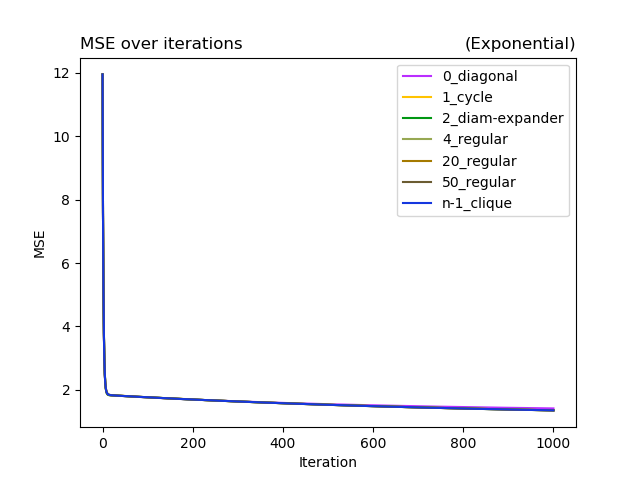 MSE over iterations (Exponential)
0_diagonal
1_cycle
2_diam-expander
4_regular
20_regular
50_regular
n-1_clique
MSE
12
10
8
6
4
2
0 200 400 600 800 1000
Iteration